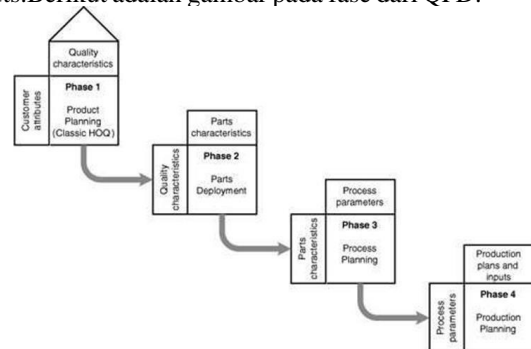 Berikut adalah gambar pada fase dari QFD:
Quality
characteristics
Customer
attributes
Phase 1
Product
Planning
(Classic HOQ)
Parts
characteristics
Quality
characteristics
Phase 2
Parts
Deployment
Process
parameters
Parts
characteristics
Phase 3
Process
Planning
Production
plans and
inputs
Process
parameters
Phase 4
Production
Planning